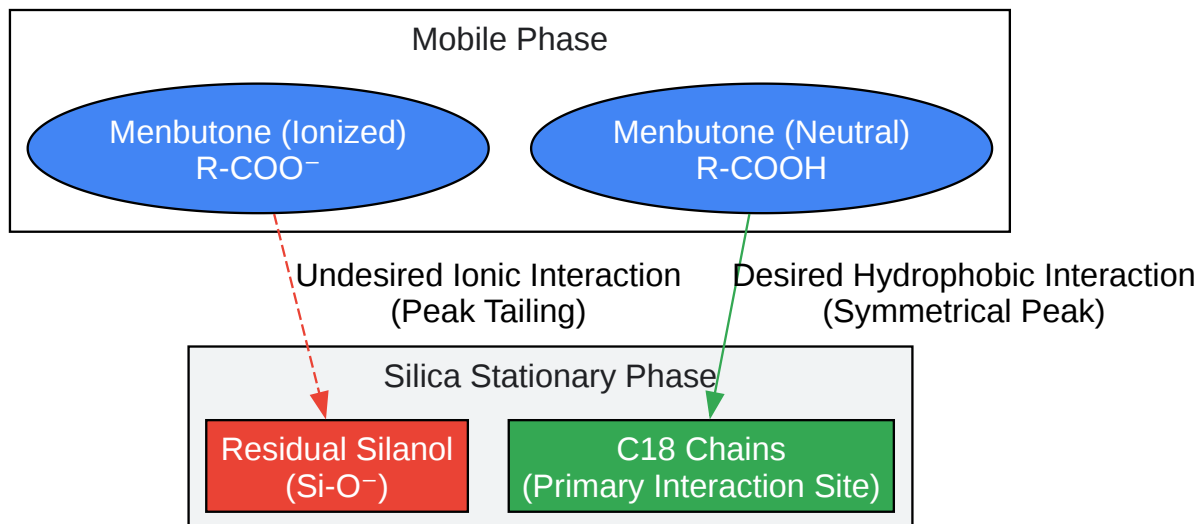 Mobile Phase
Menbutone (Ionized)
R-COO⁻
Menbutone (Neutral)
R-COOH
Undesired Ionic Interaction
(Peak Tailing)
Desired Hydrophobic Interaction
(Symmetrical Peak)
Silica Stationary Phase
Residual Silanol
(Si-O⁻)
C18 Chains
(Primary Interaction Site)